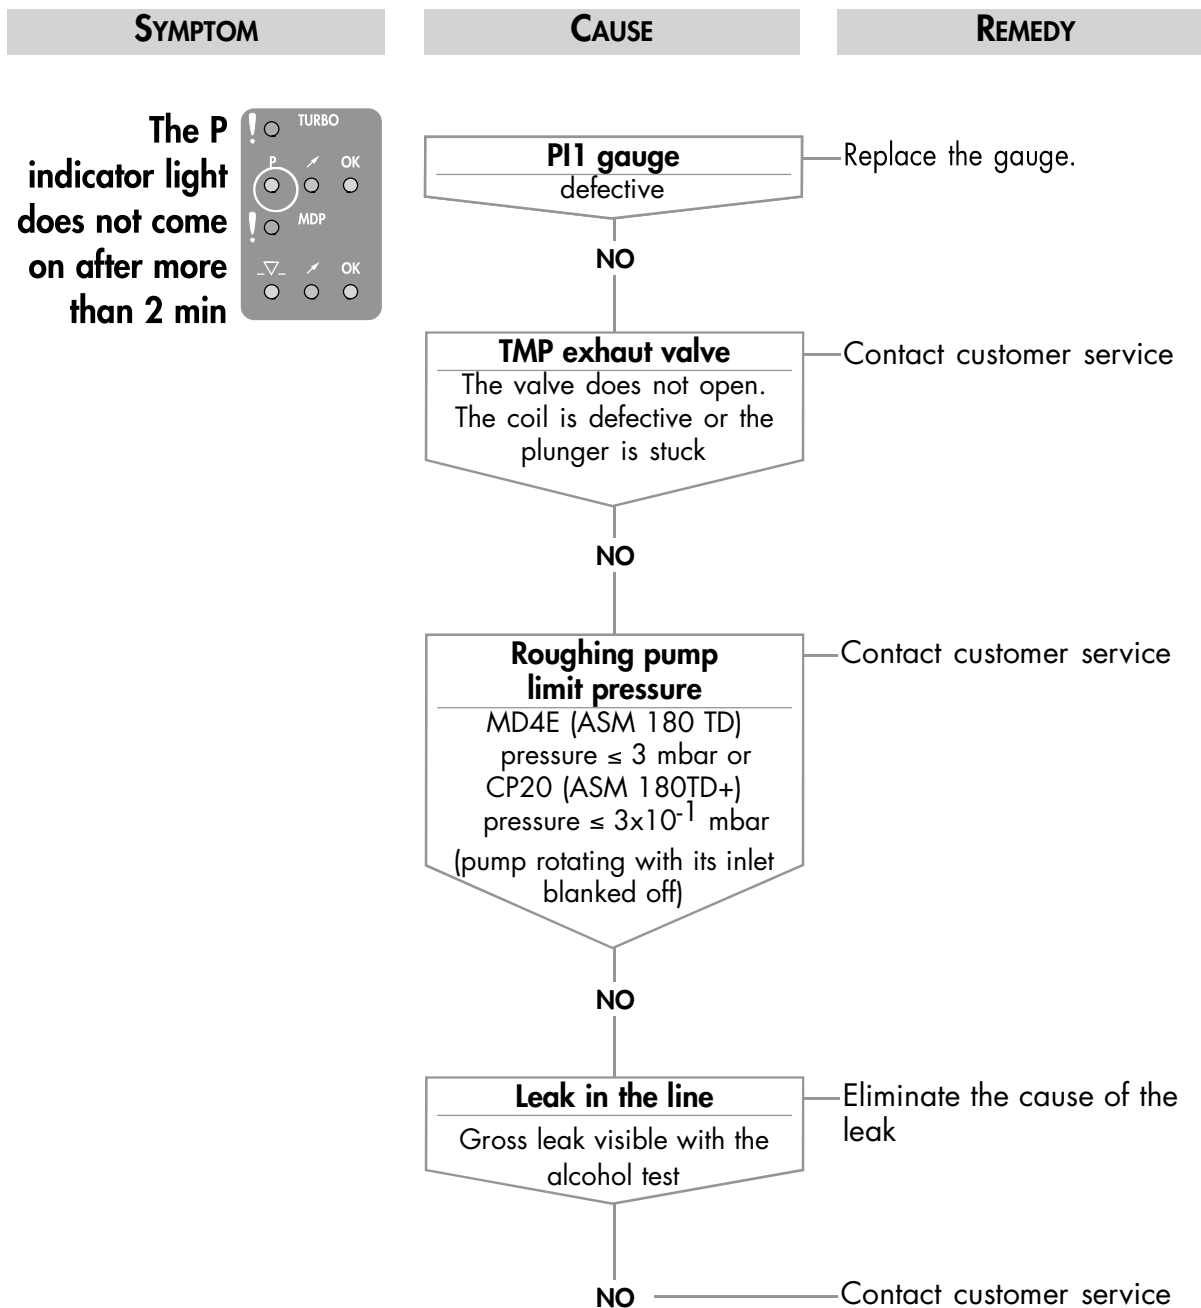 SYMPTOM CAUSE REMEDY
The P
indicator light
does not come
on after more
than 2 min
! TURBO
P OK
! MDP
OK
PI1 gauge
defective
Replace the gauge.
NO
TMP exhaut valve
The valve does not open.
The coil is defective or the
plunger is stuck
Contact customer service
NO
Roughing pump
limit pressure
MD4E (ASM 180 TD)
pressure ≤ 3 mbar or
CP20 (ASM 180TD+)
pressure ≤ 3x10⁻¹ mbar
(pump rotating with its inlet
blanked off)
Contact customer service
NO
Leak in the line
Gross leak visible with the
alcohol test
Eliminate the cause of the
leak
NO
Contact customer service